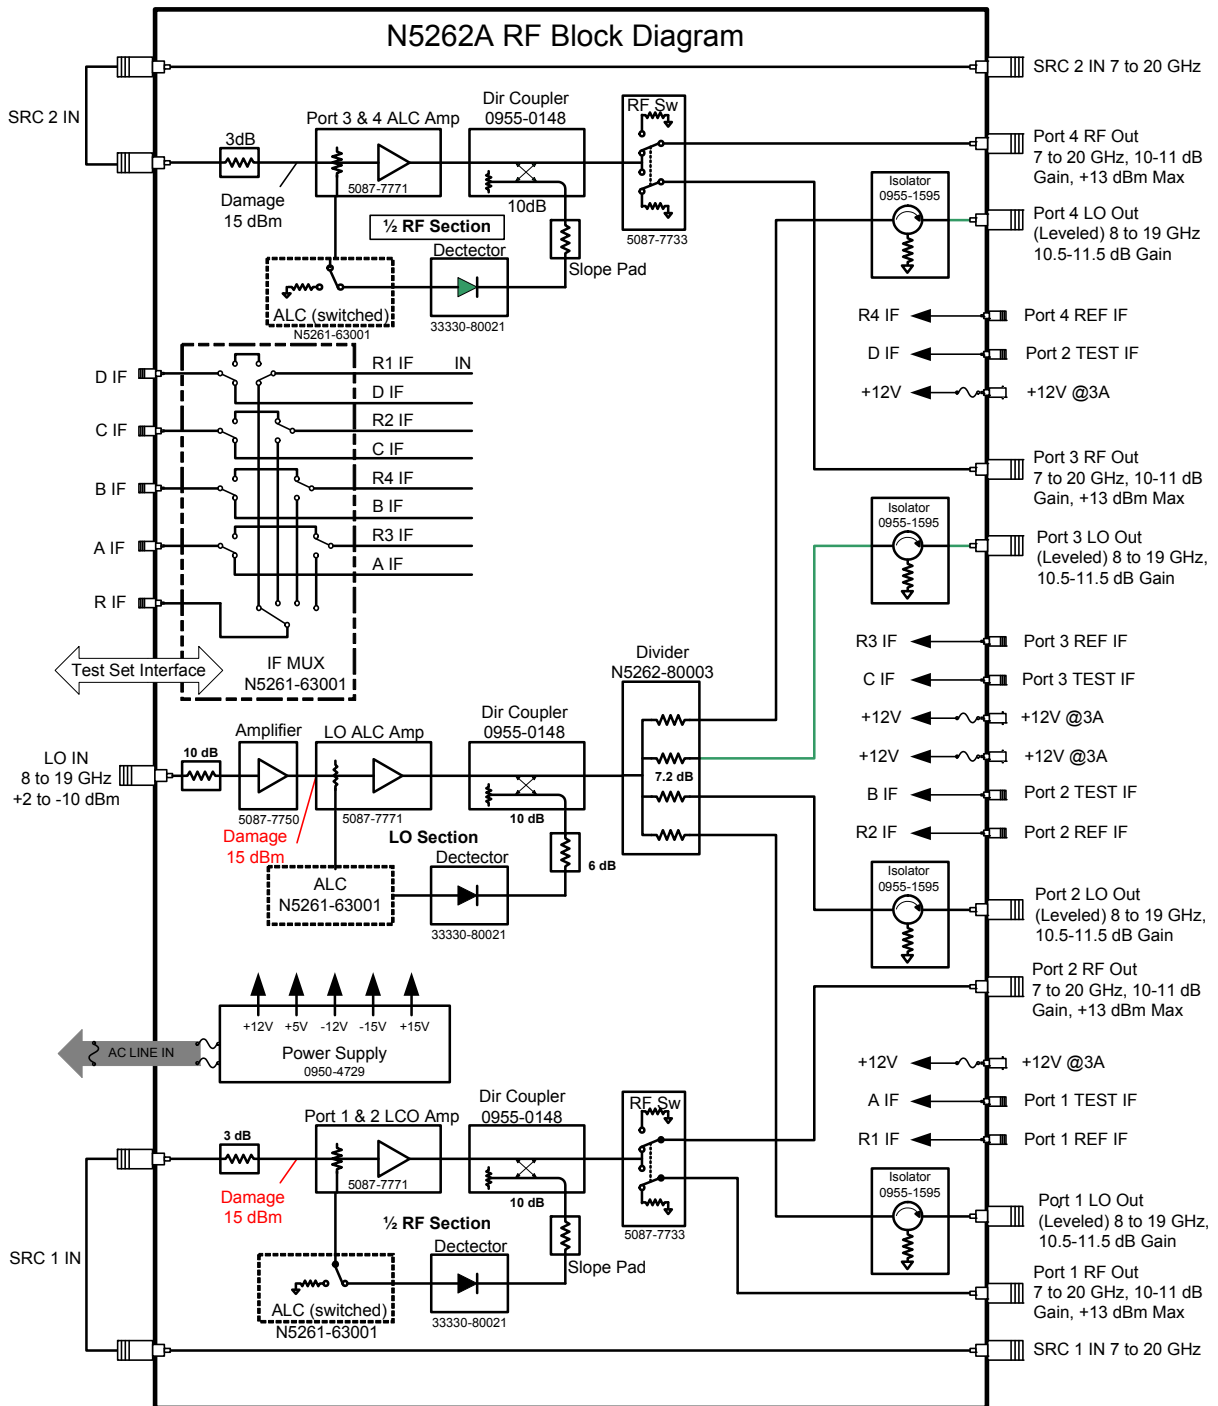 N5262A RF Block Diagram
SRC 2 IN
SRC 2 IN 7 to 20 GHz
3dB
Damage
15 dBm
Port 3 & 4 ALC Amp
5087-7771
Dir Coupler
0955-0148
10dB
RF Sw
5087-7733
½ RF Section
Dectector
33330-80021
Slope Pad
ALC (switched)
N5261-63001
Port 4 RF Out
7 to 20 GHz, 10-11 dB
Gain, +13 dBm Max
Isolator
0955-1595
Port 4 LO Out
(Leveled) 8 to 19 GHz
10.5-11.5 dB Gain
R4 IF
Port 4 REF IF
D IF
Port 2 TEST IF
+12V
+12V @3A
D IF
C IF
B IF
A IF
R IF
R1 IF
IN
D IF
R2 IF
C IF
R4 IF
B IF
R3 IF
A IF
IF MUX
N5261-63001
Test Set Interface
Port 3 RF Out
7 to 20 GHz, 10-11 dB
Gain, +13 dBm Max
Isolator
0955-1595
Port 3 LO Out
(Leveled) 8 to 19 GHz,
10.5-11.5 dB Gain
R3 IF
Port 3 REF IF
C IF
Port 3 TEST IF
+12V
+12V @3A
+12V
+12V @3A
B IF
Port 2 TEST IF
R2 IF
Port 2 REF IF
LO IN
8 to 19 GHz
+2 to -10 dBm
10 dB
Amplifier
5087-7750
Damage
15 dBm
LO ALC Amp
5087-7771
Dir Coupler
0955-0148
10 dB
Divider
N5262-80003
7.2 dB
LO Section
Dectector
33330-80021
6 dB
ALC
N5261-63001
Isolator
0955-1595
Port 2 LO Out
(Leveled) 8 to 19 GHz,
10.5-11.5 dB Gain
Port 2 RF Out
7 to 20 GHz, 10-11 dB
Gain, +13 dBm Max
+12V
+5V
-12V
-15V
+15V
Power Supply
0950-4729
AC LINE IN
+12V
+12V @3A
A IF
Port 1 TEST IF
R1 IF
Port 1 REF IF
SRC 1 IN
3 dB
Damage
15 dBm
Port 1 & 2 LCO Amp
5087-7771
Dir Coupler
0955-0148
10 dB
RF Sw
5087-7733
½ RF Section
Dectector
33330-80021
Slope Pad
ALC (switched)
N5261-63001
Isolator
0955-1595
Port 1 LO Out
(Leveled) 8 to 19 GHz,
10.5-11.5 dB Gain
Port 1 RF Out
7 to 20 GHz, 10-11 dB
Gain, +13 dBm Max
SRC 1 IN 7 to 20 GHz